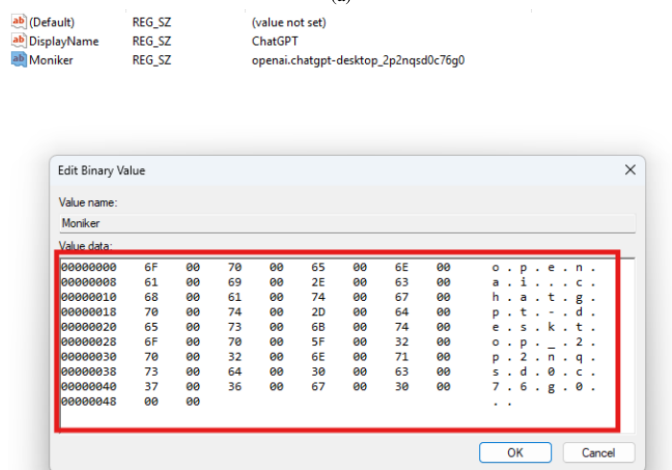 (Default) REG_SZ (value not set)
DisplayName REG_SZ ChatGPT
Moniker REG_SZ openai.chatgpt-desktop_2p2nqsd0c76g0
Edit Binary Value
Value name:
Moniker
Value data:
00000000 6F 00 70 00 65 00 6E 00 o . p . e . n .
00000008 61 00 69 00 2E 00 63 00 a . i . . . c .
00000010 68 00 61 00 74 00 67 00 h . a . t . g .
00000018 70 00 74 00 2D 00 64 00 p . t . - . d .
00000020 65 00 73 00 6B 00 74 00 e . s . k . t .
00000028 6F 00 70 00 5F 00 32 00 o . p . _ . 2 .
00000030 70 00 32 00 6E 00 71 00 p . 2 . n . q .
00000038 73 00 64 00 30 00 63 00 s . d . 0 . c .
00000040 37 00 36 00 67 00 30 00 7 . 6 . g . 0 .
00000048 00 00 . .
OK Cancel